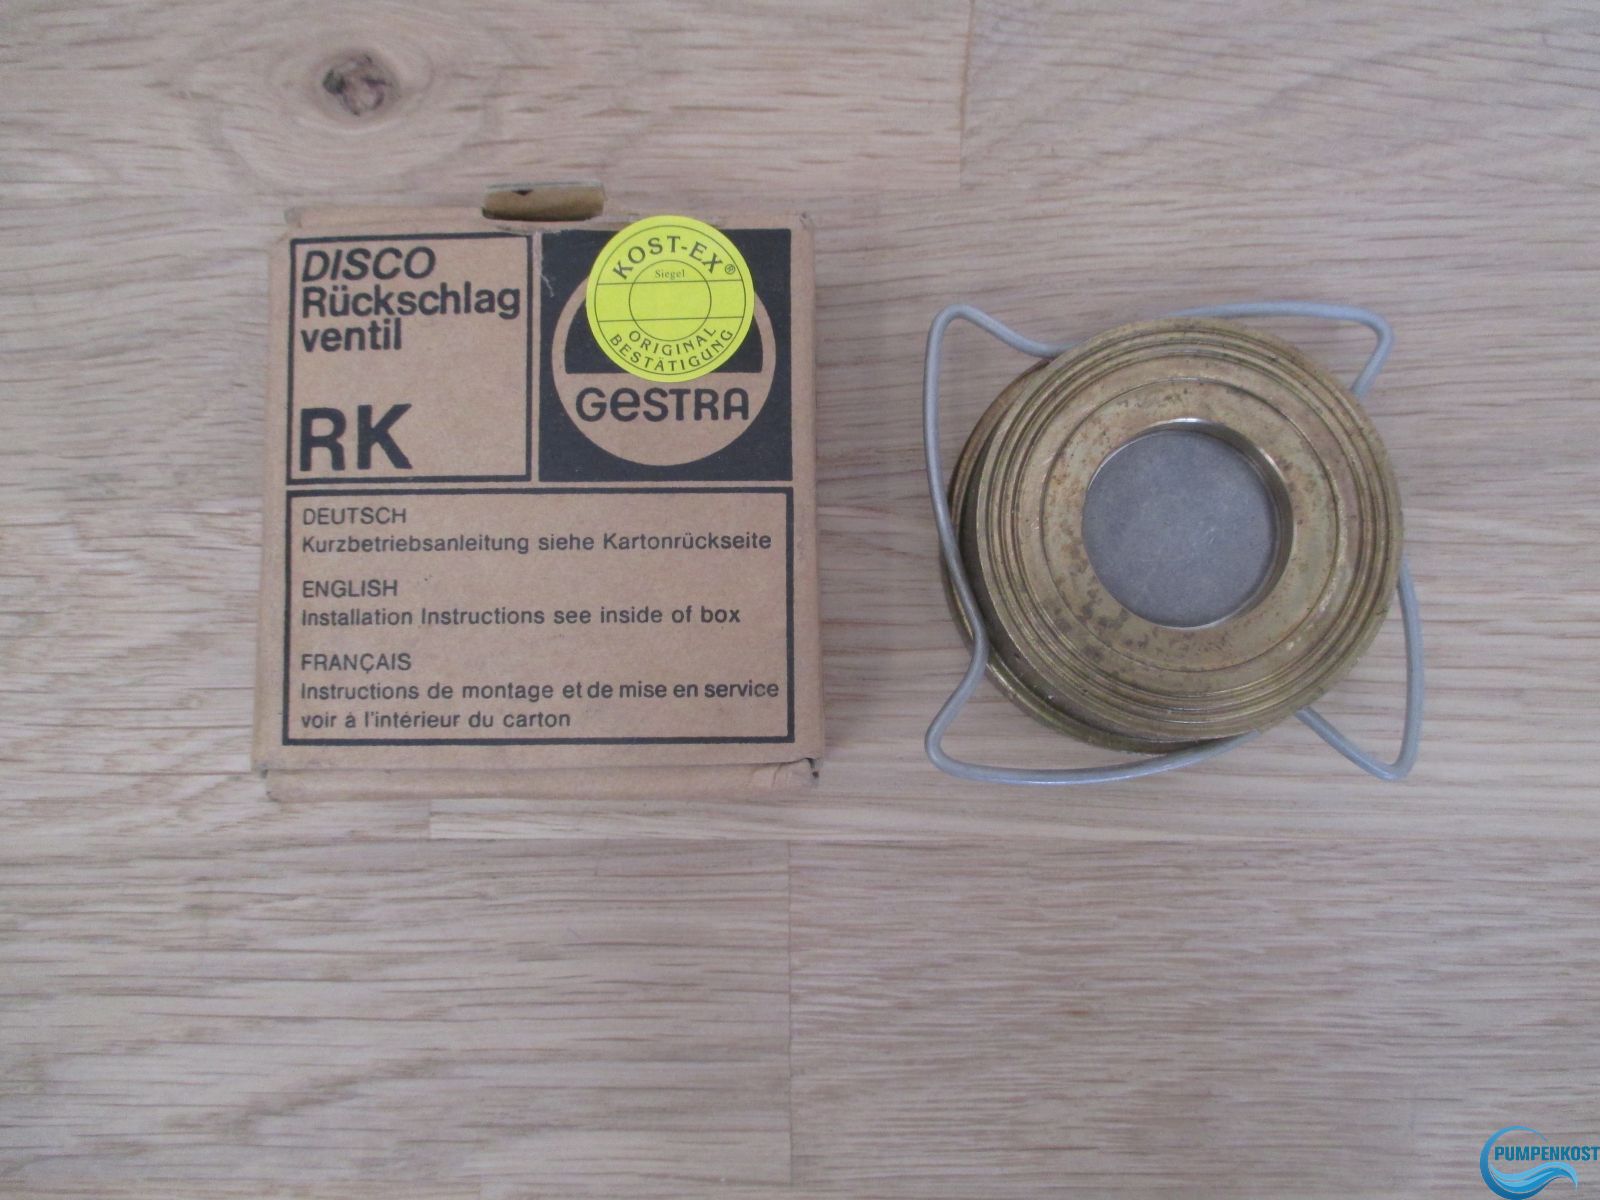 DISCO
Rückschlag
ventil
RK
KOST-EX®
Siegel
ORIGINAL
BESTÄTIGUNG
GESTRA
DEUTSCH
Kurzbetriebsanleitung siehe Kartonrückseite
ENGLISH
Installation Instructions see inside of box
FRANÇAIS
Instructions de montage et de mise en service
voir à l'intérieur du carton
PUMPENKOST